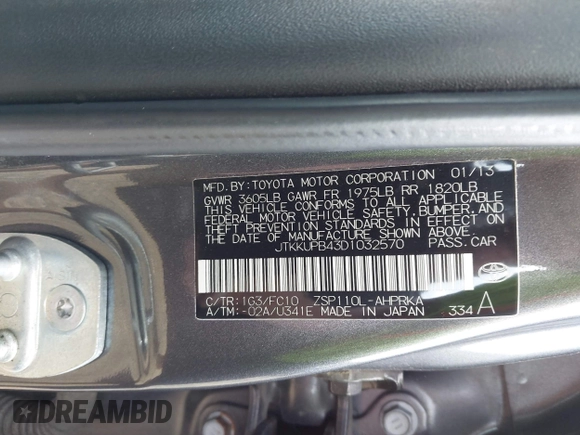 MFD.BY:TOYOTA MOTOR CORPORATION 01/13
GVWR 3605LB GAWR FR 1975LB RR 1820LB
THIS VEHICLE CONFORMS TO ALL APPLICABLE
FEDERAL MOTOR VEHICLE SAFETY,BUMPER,AND
THEFT PREVENTION STANDARDS IN EFFECT ON
THE DATE OF MANUFACTURE SHOWN ABOVE.
JTKKUPB43D1032570 PASS.CAR
C/TR:1G3/FC10 ZSP110L-AHPRKA
A/TM:-02A/U341E MADE IN JAPAN 334 A
DREAMBID